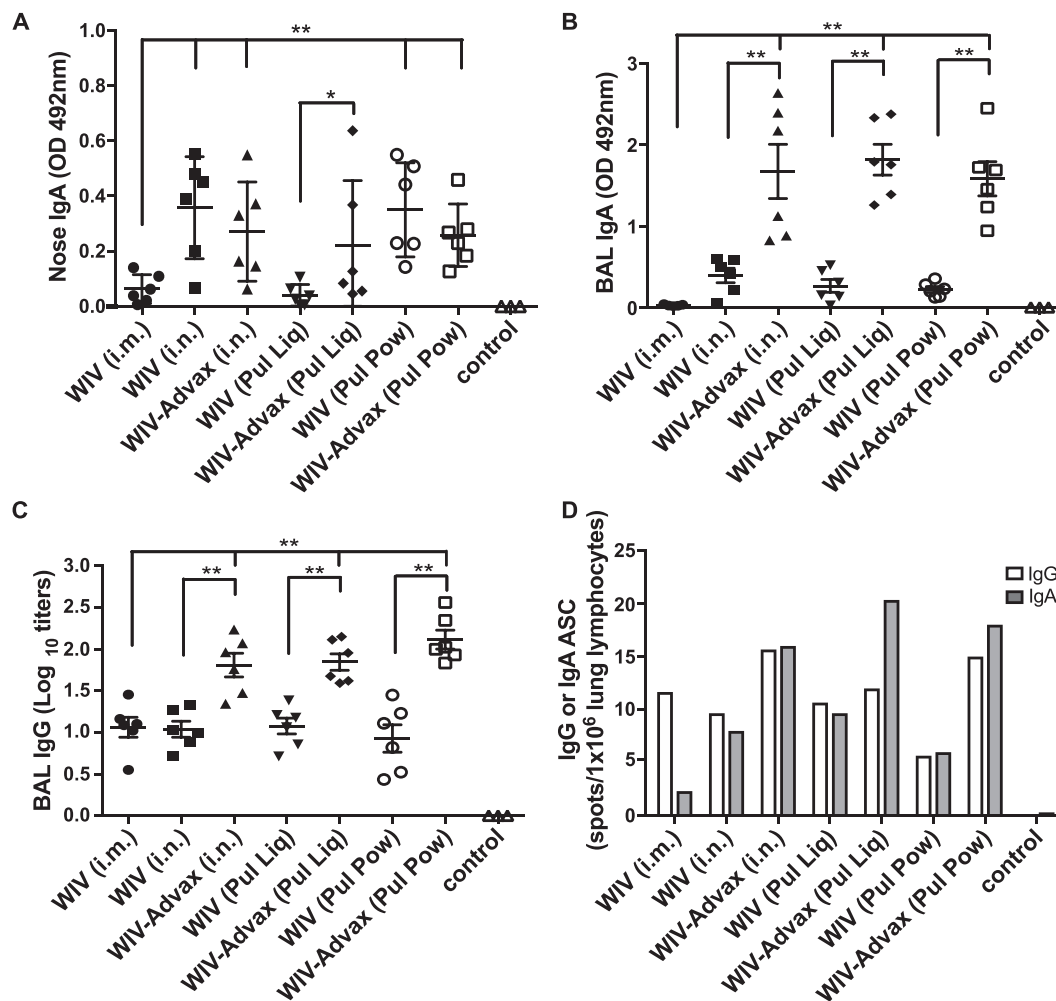 A
Nose IgA (OD 492nm)
1.0
0.8
0.6
0.4
0.2
0.0
**
*
WIV (i.m.)
WIV (i.n.)
WIV-Advax (i.n.)
WIV (Pul Liq)
WIV-Advax (Pul Liq)
WIV (Pul Pow)
WIV-Advax (Pul Pow)
control
B
BAL IgA (OD 492nm)
3
2
1
0
**
**
**
**
WIV (i.m.)
WIV (i.n.)
WIV-Advax (i.n.)
WIV (Pul Liq)
WIV-Advax (Pul Liq)
WIV (Pul Pow)
WIV-Advax (Pul Pow)
control
C
BAL IgG (Log 10 titers)
3.0
2.5
2.0
1.5
1.0
0.5
0.0
**
**
**
**
WIV (i.m.)
WIV (i.n.)
WIV-Advax (i.n.)
WIV (Pul Liq)
WIV-Advax (Pul Liq)
WIV (Pul Pow)
WIV-Advax (Pul Pow)
control
D
IgG or IgA ASC
(spots/1x10⁶ lung lymphocytes)
25
20
15
10
5
0
IgG
IgA
WIV (i.m.)
WIV (i.n.)
WIV-Advax (i.n.)
WIV (Pul Liq)
WIV-Advax (Pul Liq)
WIV (Pul Pow)
WIV-Advax (Pul Pow)
control